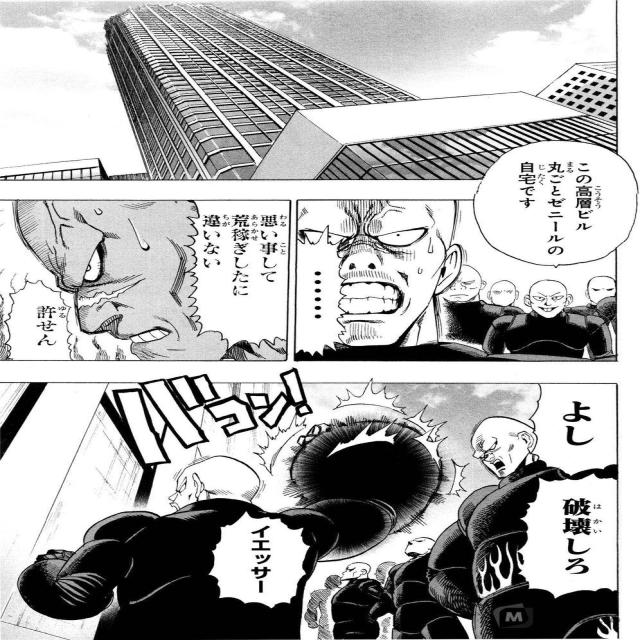 この高層ビル
丸ごとゼニールの
自宅です
……
悪い事して
荒稼ぎしたに
違いない
許せん
よし
破壊しろ
バコン!
イエッサー
M